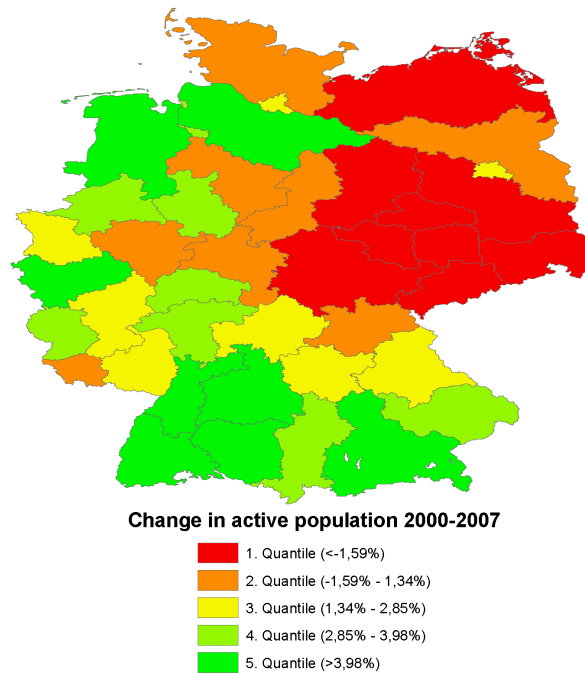 Change in active population 2000-2007
1. Quantile (<-1,59%)
2. Quantile (-1,59% - 1,34%)
3. Quantile (1,34% - 2,85%)
4. Quantile (2,85% - 3,98%)
5. Quantile (>3,98%)